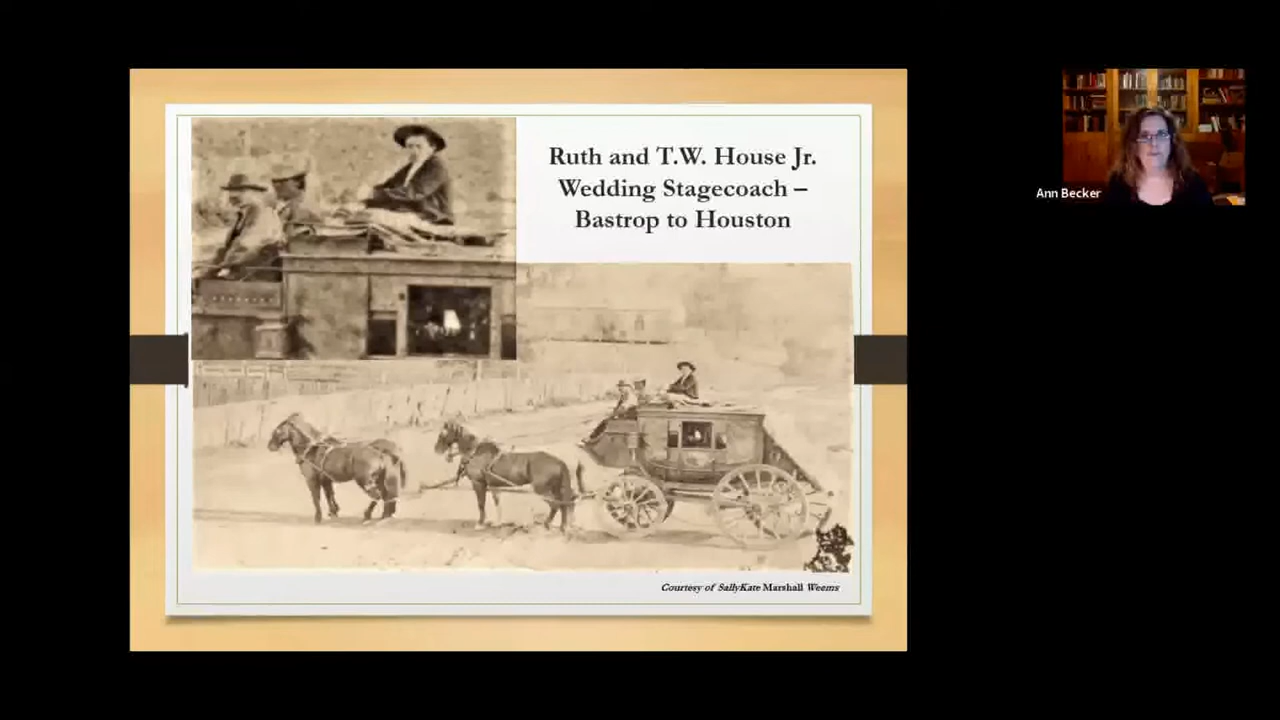 Ruth and T.W. House Jr.
Wedding Stagecoach –
Bastrop to Houston
Courtesy of SallyKate Marshall Weems
Ann Becker